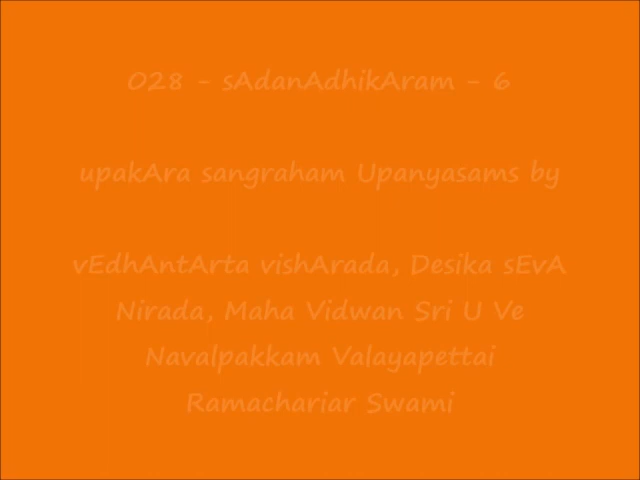 028 - sAdanAdhikAram - 6
upakAra sangraham Upanyasams by
vEdhAntArta vishArada, Desika sEvA
Nirada, Maha Vidwan Sri U Ve
Navalpakkam Valayapettai
Ramachariar Swami